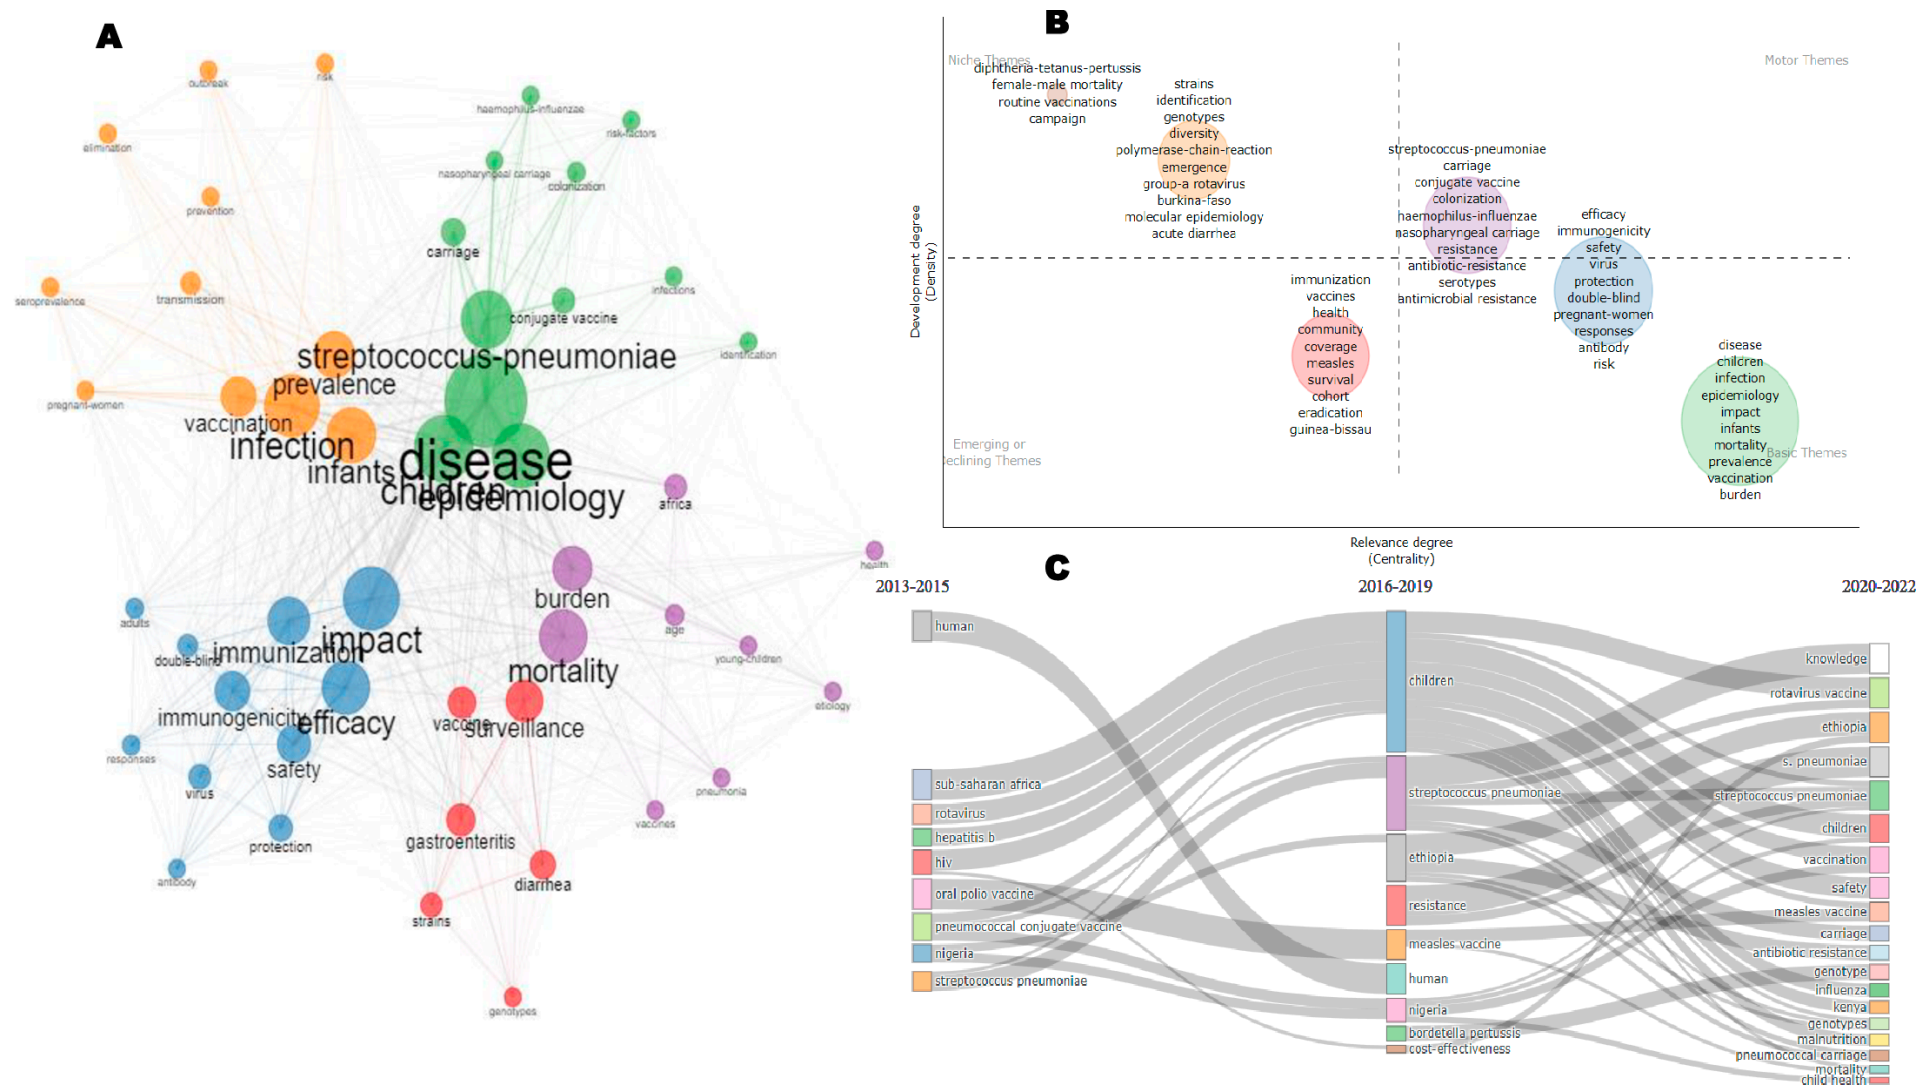 A
outbreak
risk
haemophilus-influenzae
risk-factors
elimination
nasopharyngeal carriage
colonization
prevention
carriage
infections
seroprevalence
transmission
conjugate vaccine
identification
streptococcus-pneumoniae
prevalence
pregnant-women
vaccination
infection
infants
disease
children
epidemiology
africa
health
burden
adults
age
impact
immunization
double-blind
young-children
mortality
etiology
immunogenicity
efficacy
vaccine
surveillance
responses
safety
virus
pneumonia
vaccines
protection
gastroenteritis
antibody
diarrhea
strains
genotypes
B
Niche Themes
Motor Themes
diphtheria-tetanus-pertussis
female-male mortality
routine vaccinations
campaign
strains
identification
genotypes
diversity
polymerase-chain-reaction
emergence
group-a rotavirus
burkina-faso
molecular epidemiology
acute diarrhea
streptococcus-pneumoniae
carriage
conjugate vaccine
colonization
haemophilus-influenzae
nasopharyngeal carriage
resistance
antibiotic-resistance
serotypes
antimicrobial resistance
efficacy
immunogenicity
safety
virus
protection
double-blind
pregnant-women
responses
antibody
risk
immunization
vaccines
health
community
coverage
measles
survival
cohort
eradication
guinea-bissau
disease
children
infection
epidemiology
impact
infants
mortality
prevalence
vaccination
burden
Emerging or
eclining Themes
Basic Themes
Development degree
(Density)
Relevance degree
(Centrality)
C
2013-2015
2016-2019
2020-2022
human
sub-saharan africa
rotavirus
hepatitis b
hiv
oral polio vaccine
pneumococcal conjugate vaccine
nigeria
streptococcus pneumoniae
children
streptococcus pneumoniae
ethiopia
resistance
measles vaccine
human
nigeria
bordetella pertussis
cost-effectiveness
knowledge
rotavirus vaccine
ethiopia
s. pneumoniae
streptococcus pneumoniae
children
vaccination
safety
measles vaccine
carriage
antibiotic resistance
genotype
influenza
kenya
genotypes
malnutrition
pneumococcal carriage
mortality
child health